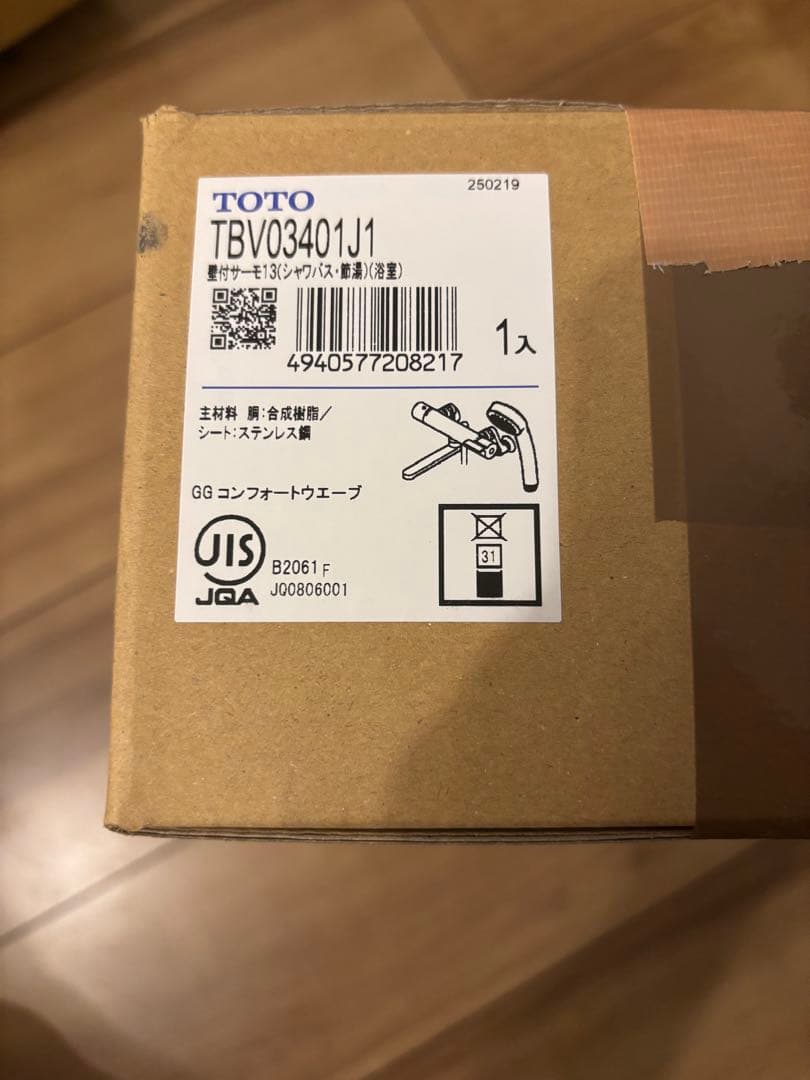 250219
TOTO
TBV03401J1
壁付サーモ13(シャワバス・節湯)(浴室)
4940577208217
1入
主材料 胴:合成樹脂/
シート:ステンレス鋼
GG コンフォートウエーブ
JIS
JQA
B2061 F
JQ0806001
31